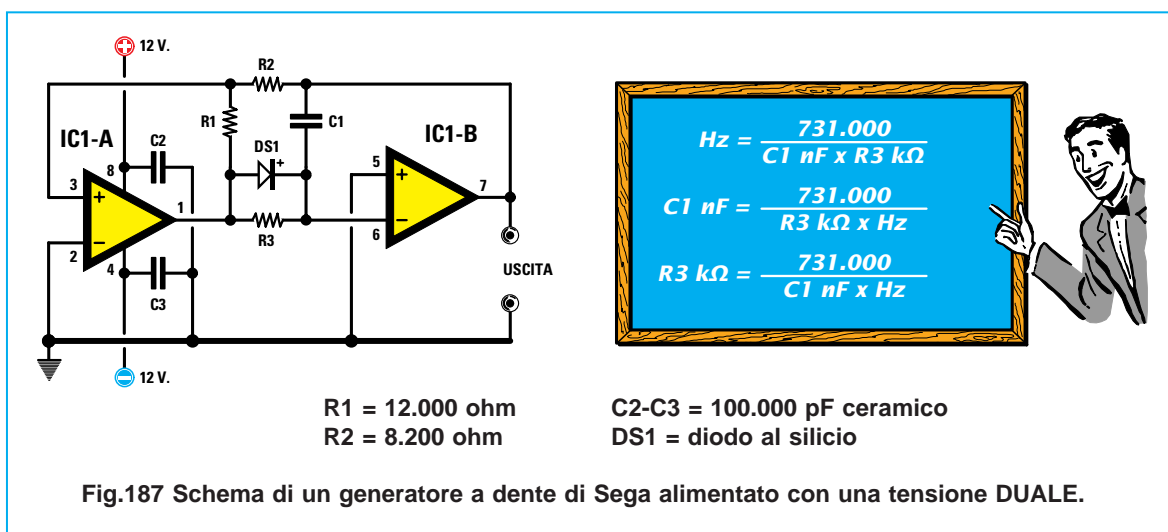 12 V.
R2
R1
C1
IC1-A
IC1-B
C2
DS1
+
8
3
+
5
+
1
7
−
2
R3
−
6
4
C3
USCITA
12 V.
Hz = 731.000 / C1 nF x R3 kΩ
C1 nF = 731.000 / R3 kΩ x Hz
R3 kΩ = 731.000 / C1 nF x Hz
R1 = 12.000 ohm
R2 = 8.200 ohm
C2-C3 = 100.000 pF ceramico
DS1 = diodo al silicio
Fig.187 Schema di un generatore a dente di Sega alimentato con una tensione DUALE.